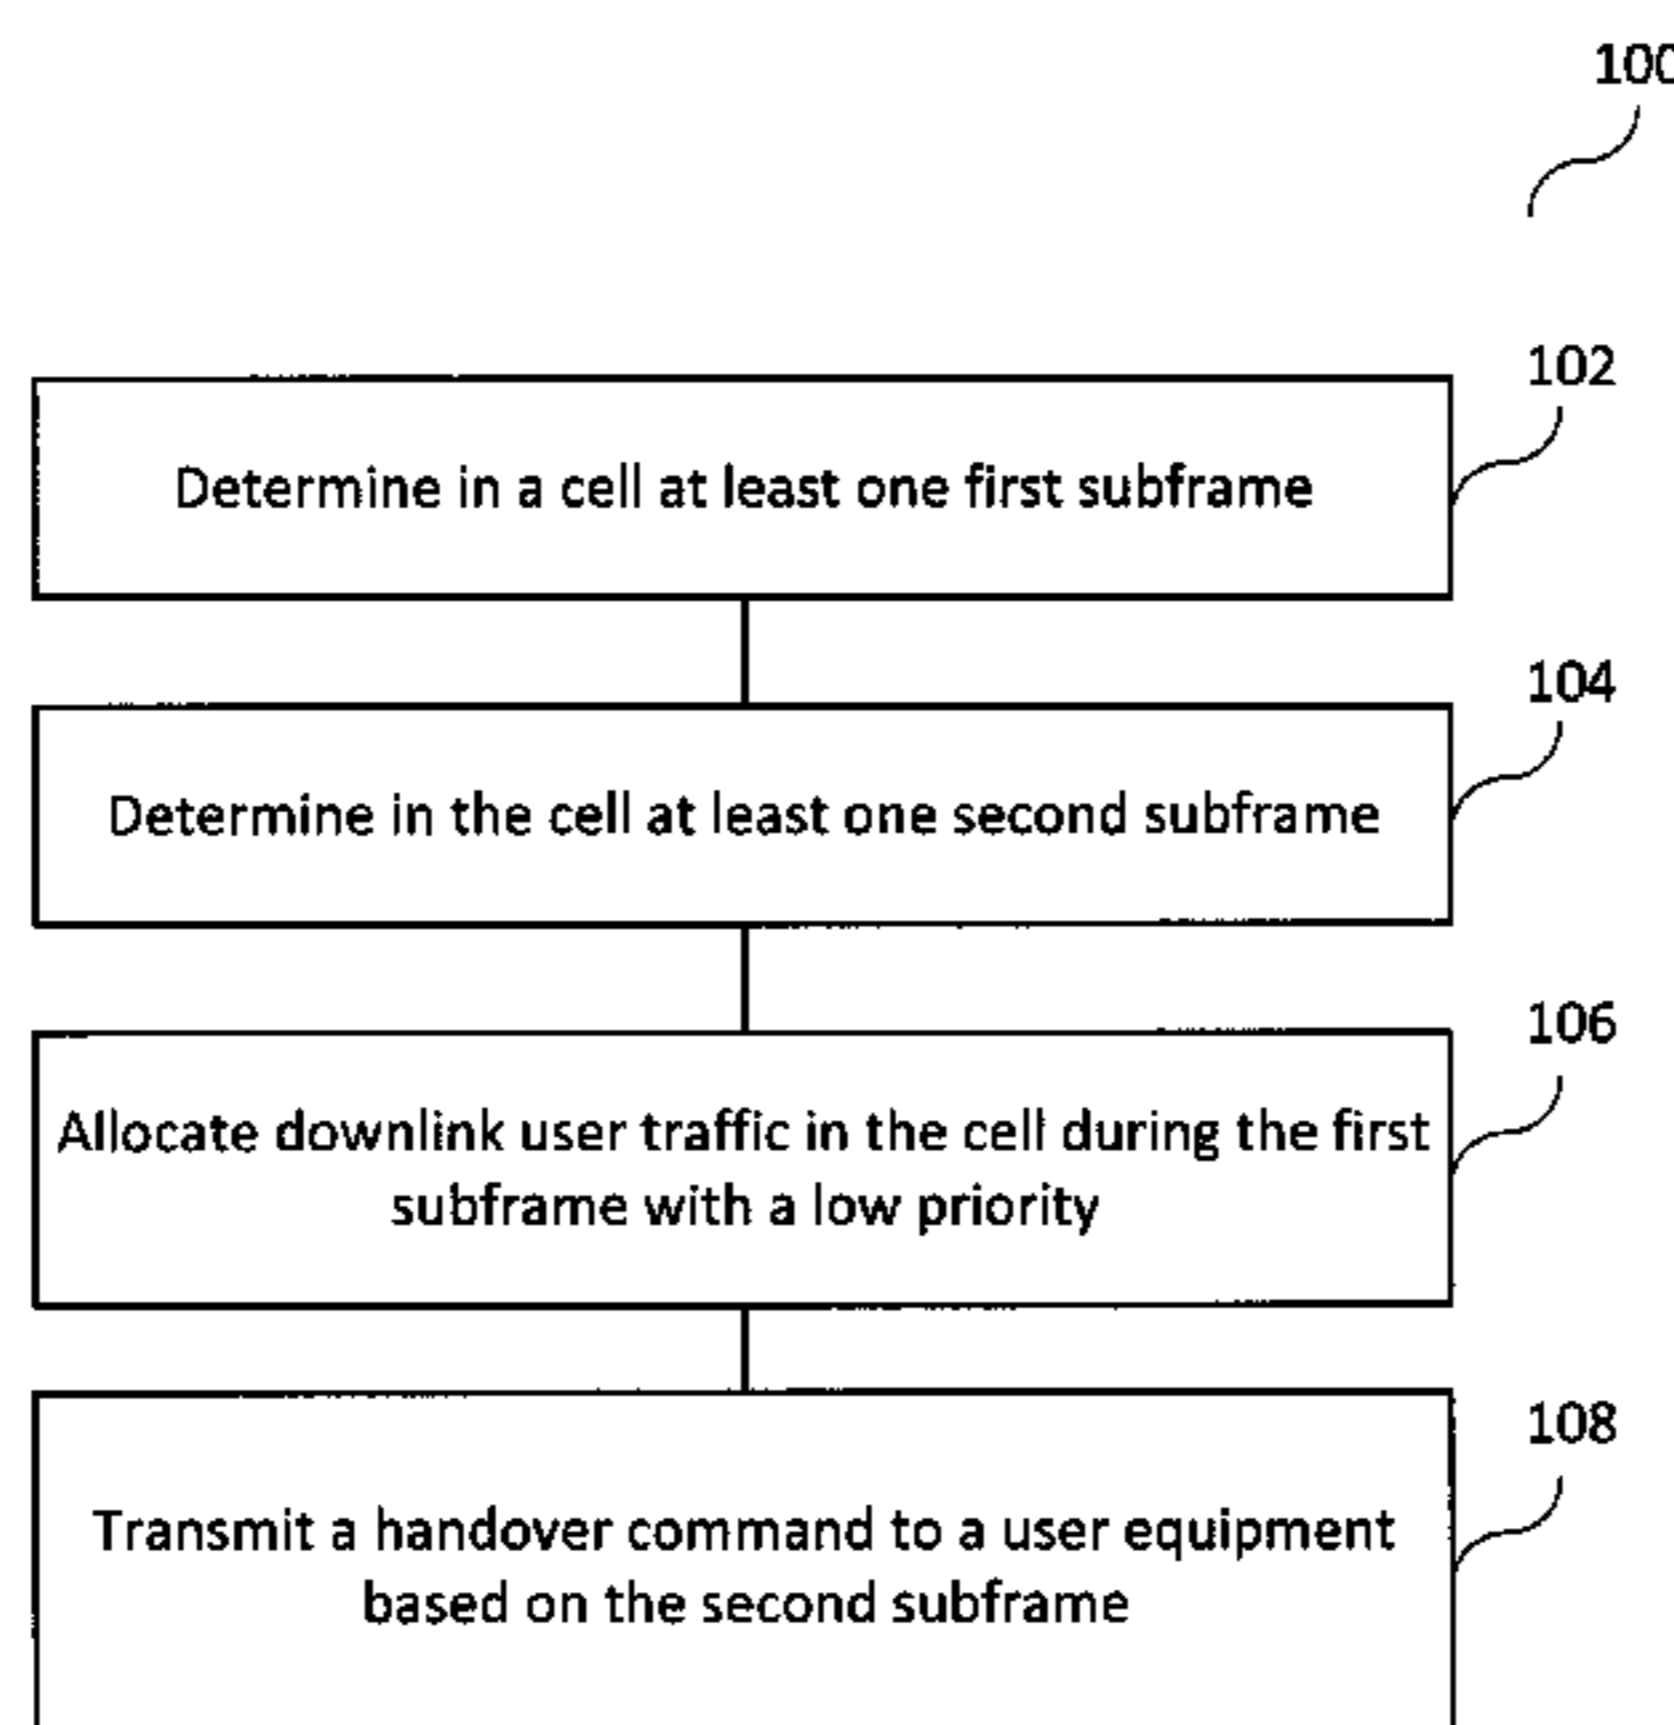 100
102
Determine in a cell at least one first subframe
104
Determine in the cell at least one second subframe
106
Allocate downlink user traffic in the cell during the first
subframe with a low priority
108
Transmit a handover command to a user equipment
based on the second subframe